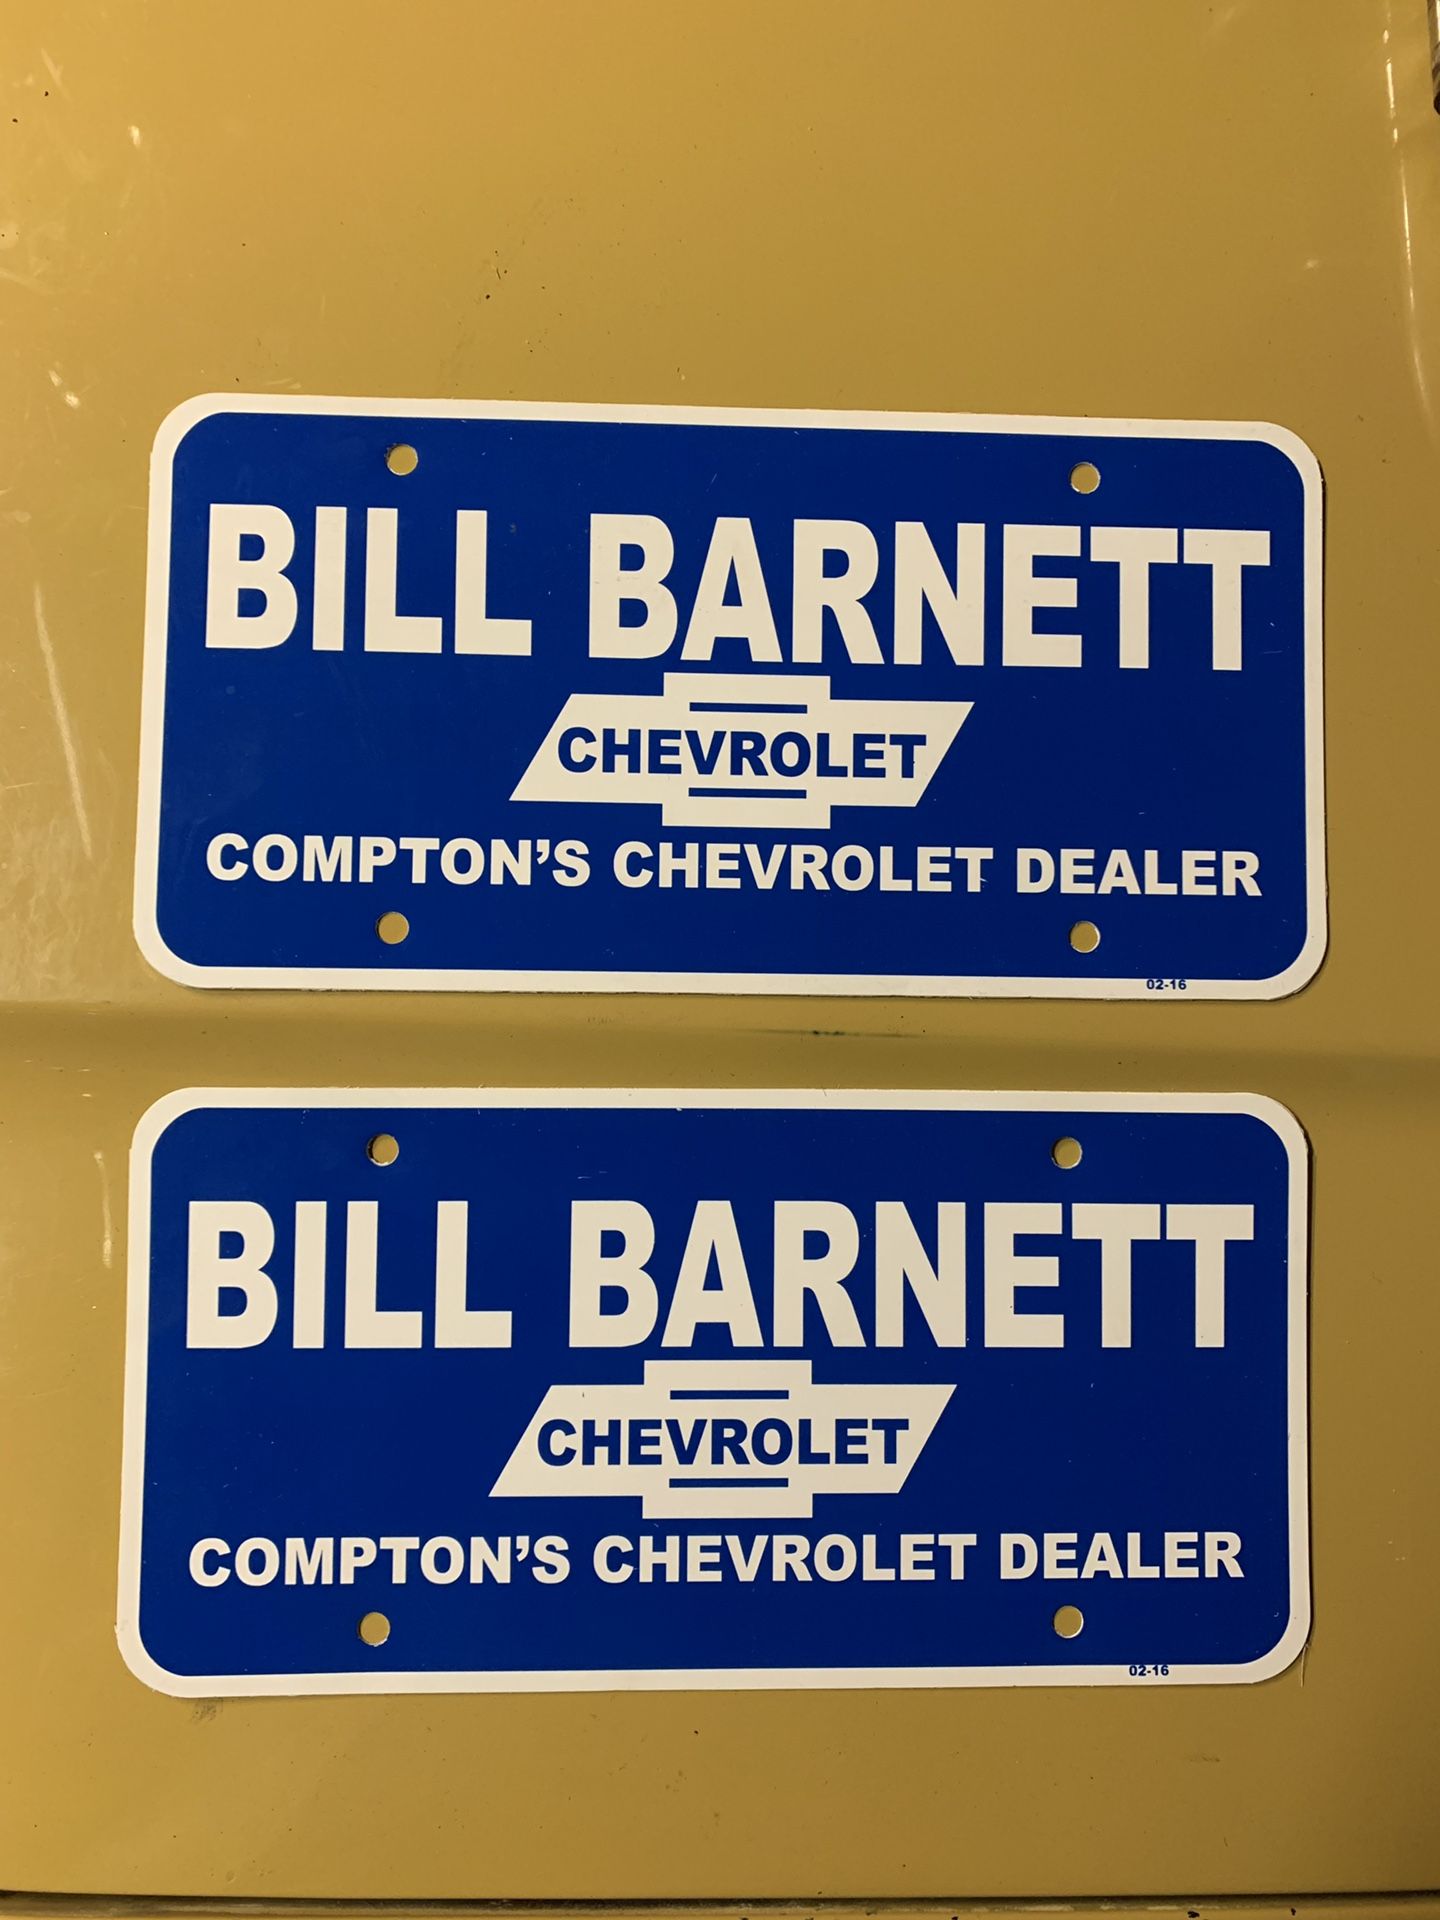 BILL BARNETT
CHEVROLET
COMPTON'S CHEVROLET DEALER
02-16
BILL BARNETT
CHEVROLET
COMPTON'S CHEVROLET DEALER
02-16